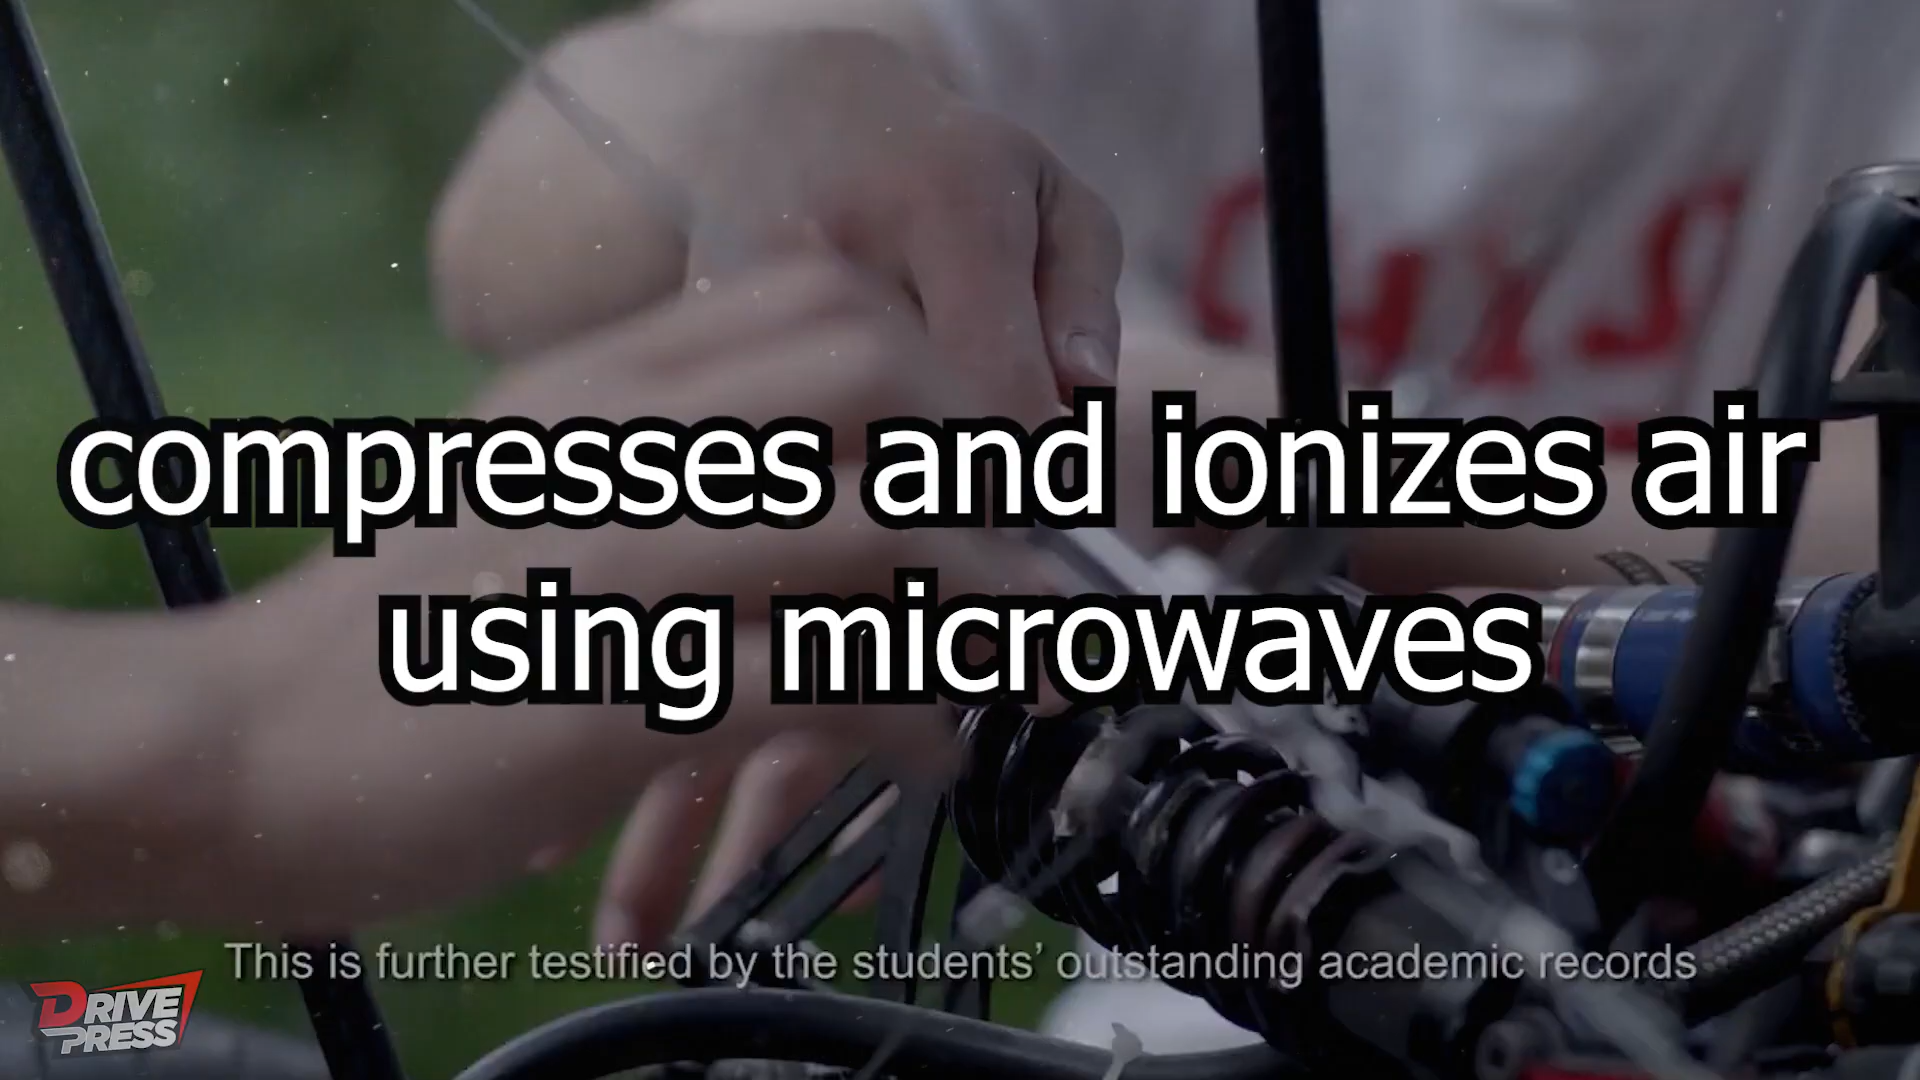 compresses and ionizes air
using microwaves
This is further testified by the students’ outstanding academic records
DRIVE
PRESS